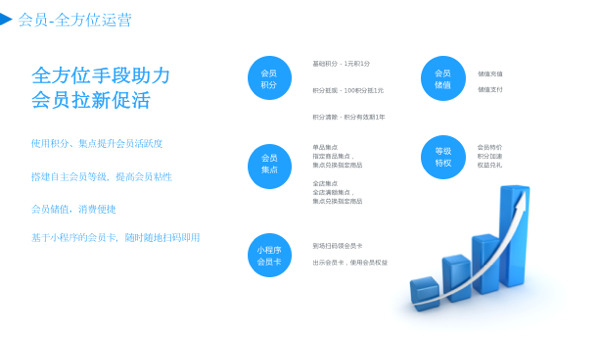 会员-全方位运营
全方位手段助力
会员拉新促活
使用积分、集点提升会员活跃度
搭建自主会员等级，提高会员粘性
会员储值，消费便捷
基于小程序的会员卡，随时随地扫码即用
会员
积分
基础积分 - 1元积1分
积分抵现 - 100积分抵1元
积分清除 - 积分有效期1年
会员
集点
单品集点
指定商品集点，
集点兑换指定商品
全店集点
全店满额集点，
集点兑换指定商品
小程序
会员卡
到场扫码领会员卡
出示会员卡，使用会员权益
会员
储值
储值充值
储值支付
等级
特权
会员特价
积分加速
权益兑礼